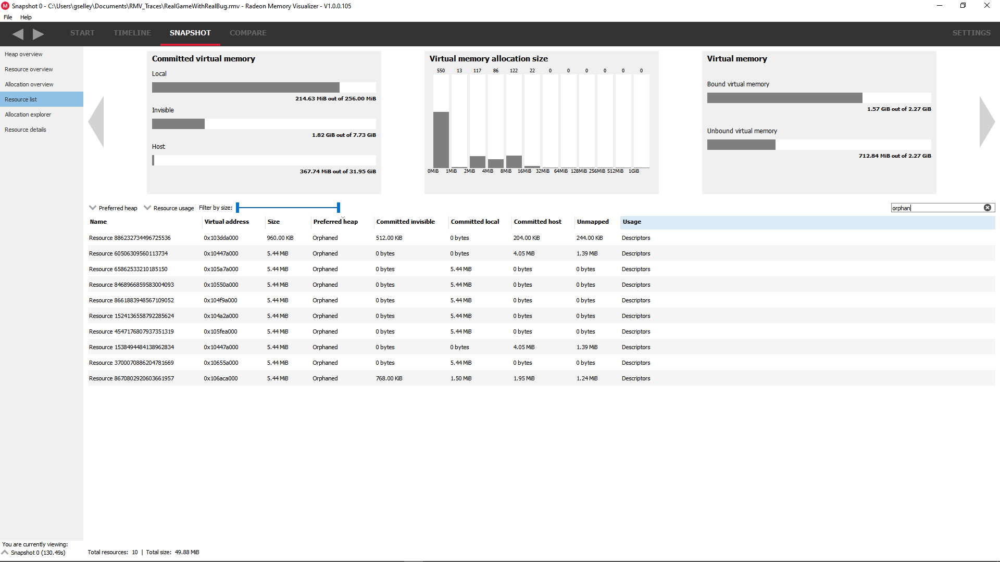 Snapshot 0 - C:\Users\gselley\Documents\RMV_Traces\RealGameWithRealBug.rmv - Radeon Memory Visualizer - V1.0.0.105
File Help
START TIMELINE SNAPSHOT COMPARE SETTINGS
Heap overview
Resource overview
Allocation overview
Resource list
Allocation explorer
Resource details
Committed virtual memory
Local
214.63 MiB out of 256.00 MiB
Invisible
1.82 GiB out of 7.73 GiB
Host
367.74 MiB out of 31.95 GiB
Virtual memory allocation size
550 13 117 86 122 22 0 0 0 0 0 0
0MiB 1MiB 2MiB 4MiB 8MiB 16MiB 32MiB 64MiB 128MiB 256MiB 512MiB 1GiB
Virtual memory
Bound virtual memory
1.57 GiB out of 2.27 GiB
Unbound virtual memory
712.84 MiB out of 2.27 GiB
Preferred heap Resource usage Filter by size: orphan
Name Virtual address Size Preferred heap Committed invisible Committed local Committed host Unmapped Usage
Resource 886232734496725536 0x103dda000 960.00 KiB Orphaned 512.00 KiB 0 bytes 204.00 KiB 244.00 KiB Descriptors
Resource 60506309560113734 0x10447a000 5.44 MiB Orphaned 0 bytes 0 bytes 4.05 MiB 1.39 MiB Descriptors
Resource 65862533210185150 0x105a7a000 5.44 MiB Orphaned 0 bytes 5.44 MiB 0 bytes 0 bytes Descriptors
Resource 8468966859583004093 0x10550a000 5.44 MiB Orphaned 0 bytes 5.44 MiB 0 bytes 0 bytes Descriptors
Resource 8661883948567109052 0x104f9a000 5.44 MiB Orphaned 0 bytes 5.44 MiB 0 bytes 0 bytes Descriptors
Resource 1524136558792285624 0x104a2a000 5.44 MiB Orphaned 0 bytes 5.44 MiB 0 bytes 0 bytes Descriptors
Resource 4547176807937351319 0x105fea000 5.44 MiB Orphaned 0 bytes 5.44 MiB 0 bytes 0 bytes Descriptors
Resource 1538494484138962834 0x10447a000 5.44 MiB Orphaned 0 bytes 0 bytes 4.05 MiB 1.39 MiB Descriptors
Resource 3700070886204781669 0x10655a000 5.44 MiB Orphaned 0 bytes 5.44 MiB 0 bytes 0 bytes Descriptors
Resource 8670802920603661957 0x106aca000 5.44 MiB Orphaned 768.00 KiB 1.50 MiB 1.95 MiB 1.24 MiB Descriptors
You are currently viewing:
Snapshot 0 (130.49s)
Total resources: 10 | Total size: 49.88 MiB